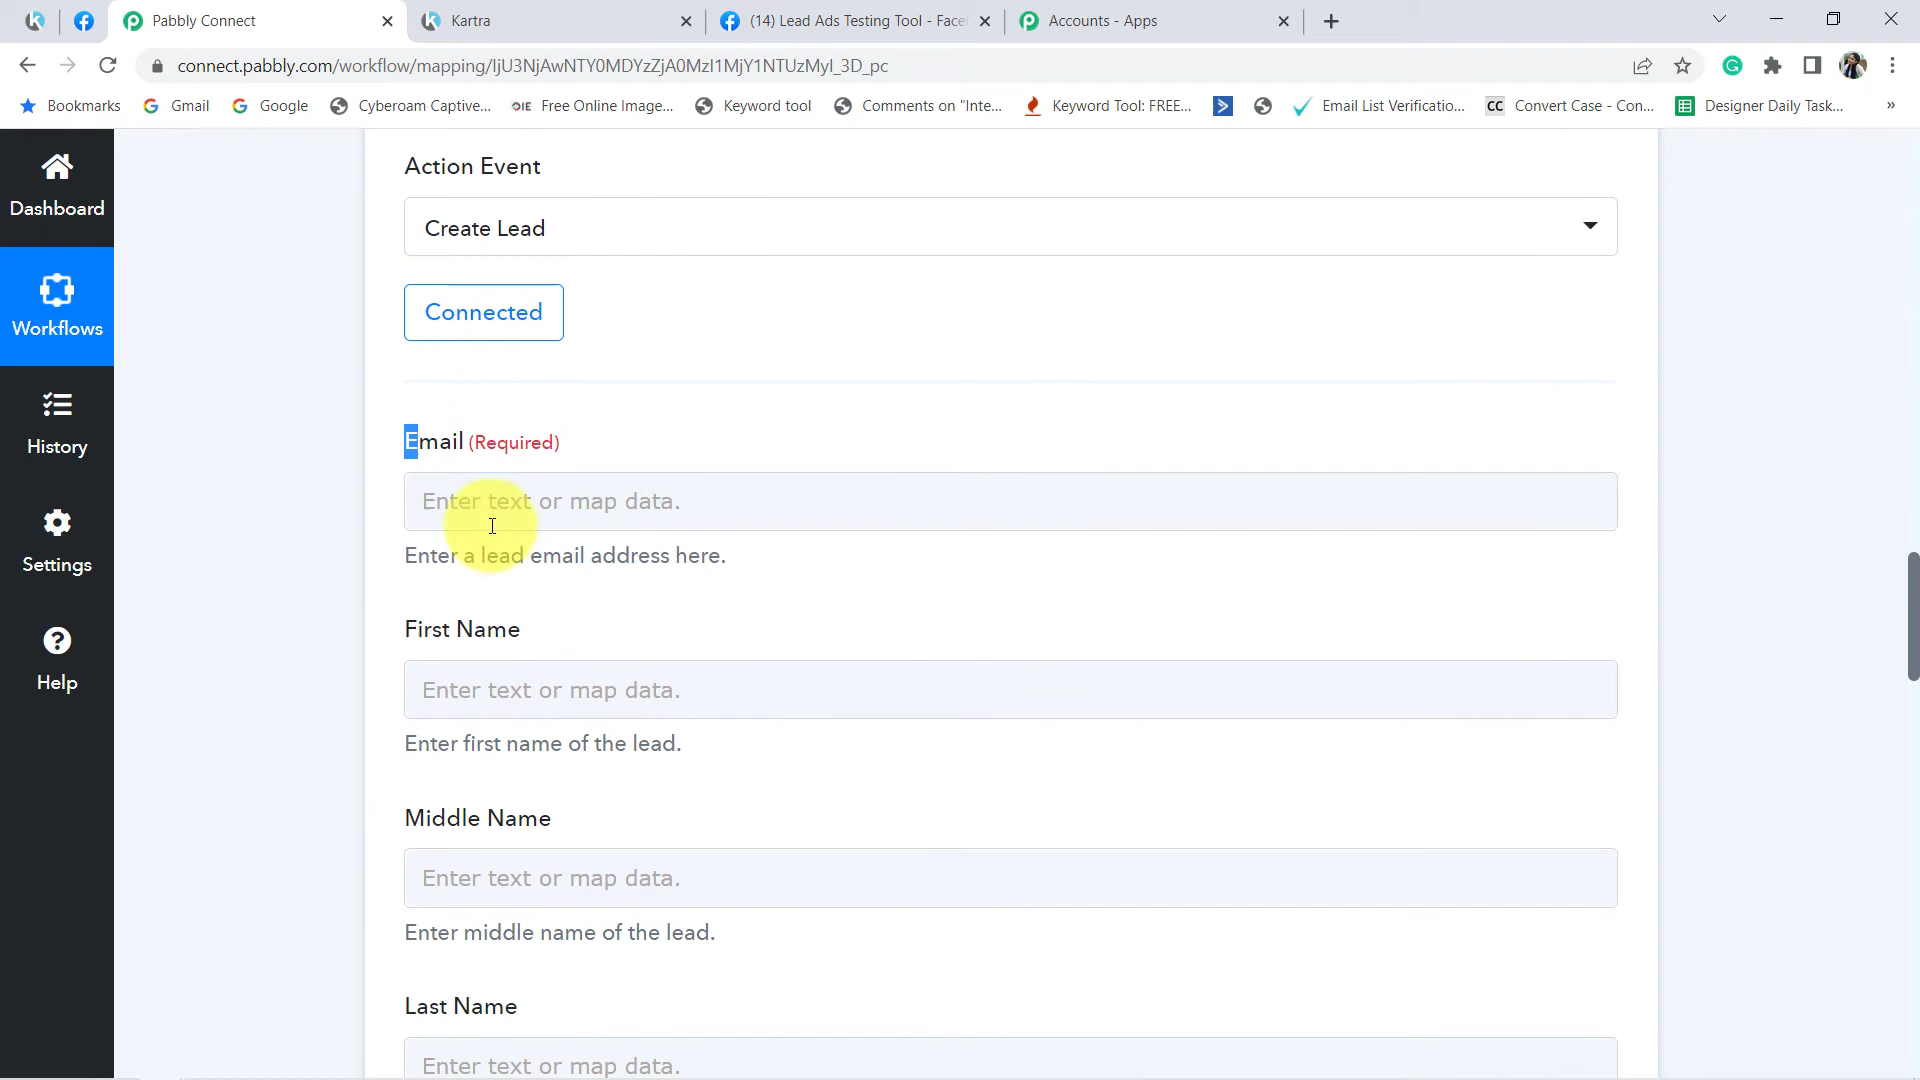 Pabbly Connect
Kartra
(14) Lead Ads Testing Tool - Face
Accounts - Apps
connect.pabbly.com/workflow/mapping/IjU3NjAwNTY0MDYzZjA0MzI1MjY1NTUzMyI_3D_pc
Bookmarks
Gmail
Google
Cyberoam Captive...
OIE Free Online Image...
Keyword tool
Comments on "Inte...
Keyword Tool: FREE...
Email List Verificatio...
CC Convert Case - Con...
Designer Daily Task...
»
Dashboard
Workflows
History
Settings
Help
Action Event
Create Lead
Connected
Email (Required)
Enter text or map data.
Enter a lead email address here.
First Name
Enter text or map data.
Enter first name of the lead.
Middle Name
Enter text or map data.
Enter middle name of the lead.
Last Name
Enter text or map data.